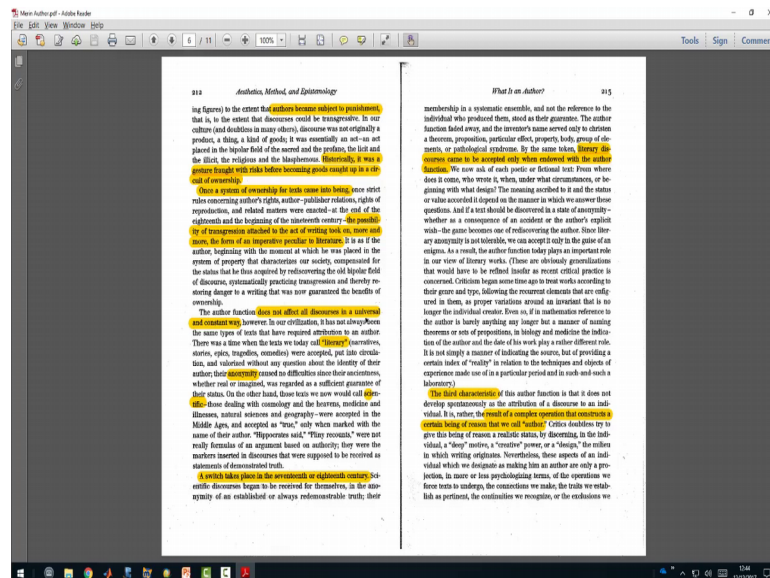 Merin Author.pdf - Adobe Reader
File Edit View Window Help
6 / 11
100%
Tools Sign Comment
212 Aesthetics, Method, and Epistemology
ing figures) to the extent that authors became subject to punishment,
that is, to the extent that discourses could be transgressive. In our
culture (and doubtless in many others), discourse was not originally a
product, a thing, a kind of goods; it was essentially an act—an act
placed in the bipolar field of the sacred and the profane, the licit and
the illicit, the religious and the blasphemous. Historically, it was a
gesture fraught with risks before becoming goods caught up in a cir-
cuit of ownership.
Once a system of ownership for texts came into being, once strict
rules concerning author's rights, author-publisher relations, rights of
reproduction, and related matters were enacted—at the end of the
eighteenth and the beginning of the nineteenth century—the possibil-
ity of transgression attached to the act of writing took on, more and
more, the form of an imperative peculiar to literature. It is as if the
author, beginning with the moment at which he was placed in the
system of property that characterizes our society, compensated for
the status that he thus acquired by rediscovering the old bipolar field
of discourse, systematically practicing transgression and thereby re-
storing danger to a writing that was now guaranteed the benefits of
ownership.
The author function does not affect all discourses in a universal
and constant way, however. In our civilization, it has not always been
the same types of texts that have required attribution to an author.
There was a time when the texts we today call "literary" (narratives,
stories, epics, tragedies, comedies) were accepted, put into circula-
tion, and valorized without any question about the identity of their
author; their anonymity caused no difficulties since their ancientness,
whether real or imagined, was regarded as a sufficient guarantee of
their status. On the other hand, those texts we now would call scien-
tific—those dealing with cosmology and the heavens, medicine and
illnesses, natural sciences and geography—were accepted in the
Middle Ages, and accepted as "true," only when marked with the
name of their author. "Hippocrates said," "Pliny recounts," were not
really formulas of an argument based on authority; they were the
markers inserted in discourses that were supposed to be received as
statements of demonstrated truth.
A switch takes place in the seventeenth or eighteenth century. Sci-
entific discourses began to be received for themselves, in the ano-
nymity of an established or always redemonstrable truth; their
What Is an Author? 213
membership in a systematic ensemble, and not the reference to the
individual who produced them, stood as their guarantee. The author
function faded away, and the inventor's name served only to christen
a theorem, proposition, particular effect, property, body, group of ele-
ments, or pathological syndrome. By the same token, literary dis-
courses came to be accepted only when endowed with the author
function. We now ask of each poetic or fictional text: From where
does it come, who wrote it, when, under what circumstances, or be-
ginning with what design? The meaning ascribed to it and the status
or value accorded it depend on the manner in which we answer these
questions. And if a text should be discovered in a state of anonymity—
whether as a consequence of an accident or the author's explicit
wish—the game becomes one of rediscovering the author. Since liter-
ary anonymity is not tolerable, we can accept it only in the guise of an
enigma. As a result, the author function today plays an important role
in our view of literary works. (These are obviously generalizations
that would have to be refined insofar as recent critical practice is
concerned. Criticism began some time ago to treat works according to
their genre and type, following the recurrent elements that are enfig-
ured in them, as proper variations around an invariant that is no
longer the individual creator. Even so, if in mathematics reference to
the author is barely anything any longer but a manner of naming
theorems or sets of propositions, in biology and medicine the indica-
tion of the author and the date of his work play a rather different role.
It is not simply a manner of indicating the source, but of providing a
certain index of "reality" in relation to the techniques and objects of
experience made use of in a particular period and in such-and-such a
laboratory.)
The third characteristic of this author function is that it does not
develop spontaneously as the attribution of a discourse to an indi-
vidual. It is, rather, the result of a complex operation that constructs a
certain being of reason that we call "author." Critics doubtless try to
give this being of reason a realistic status, by discerning, in the indi-
vidual, a "deep" motive, a "creative" power, or a "design," the milieu
in which writing originates. Nevertheless, these aspects of an indi-
vidual which we designate as making him an author are only a pro-
jection, in more or less psychologizing terms, of the operations we
force texts to undergo, the connections we make, the traits we estab-
lish as pertinent, the continuities we recognize, or the exclusions we
12:44